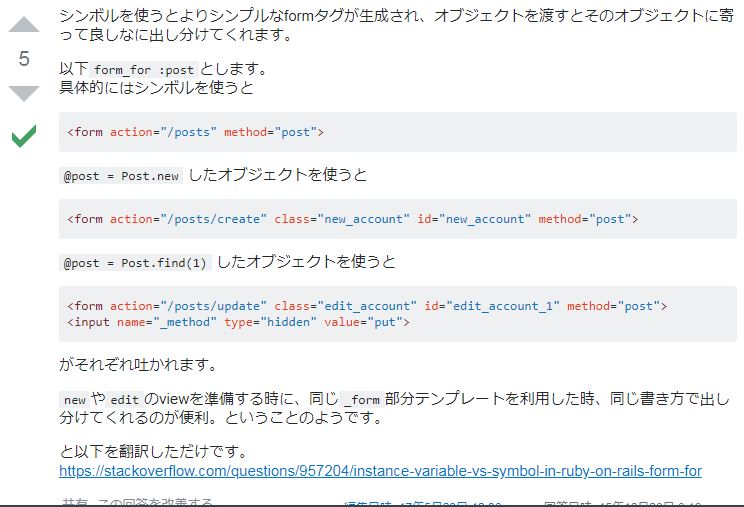 シンボルを使うとよりシンプルなformタグが生成され、オブジェクトを渡すとそのオブジェクトに寄
って良しなに出し分けてくれます。
5
以下 form_for :post とします。
具体的にはシンボルを使うと
<form action="/posts" method="post">
@post = Post.new したオブジェクトを使うと
<form action="/posts/create" class="new_account" id="new_account" method="post">
@post = Post.find(1) したオブジェクトを使うと
<form action="/posts/update" class="edit_account" id="edit_account_1" method="post">
<input name="_method" type="hidden" value="put">
がそれぞれ吐かれます。
new や edit のviewを準備する時に、同じ _form 部分テンプレートを利用した時、同じ書き方で出し
分けてくれるのが便利。ということのようです。
と以下を翻訳しただけです。
https://stackoverflow.com/questions/957204/instance-variable-vs-symbol-in-ruby-on-rails-form-for
共有 この回答を改善する